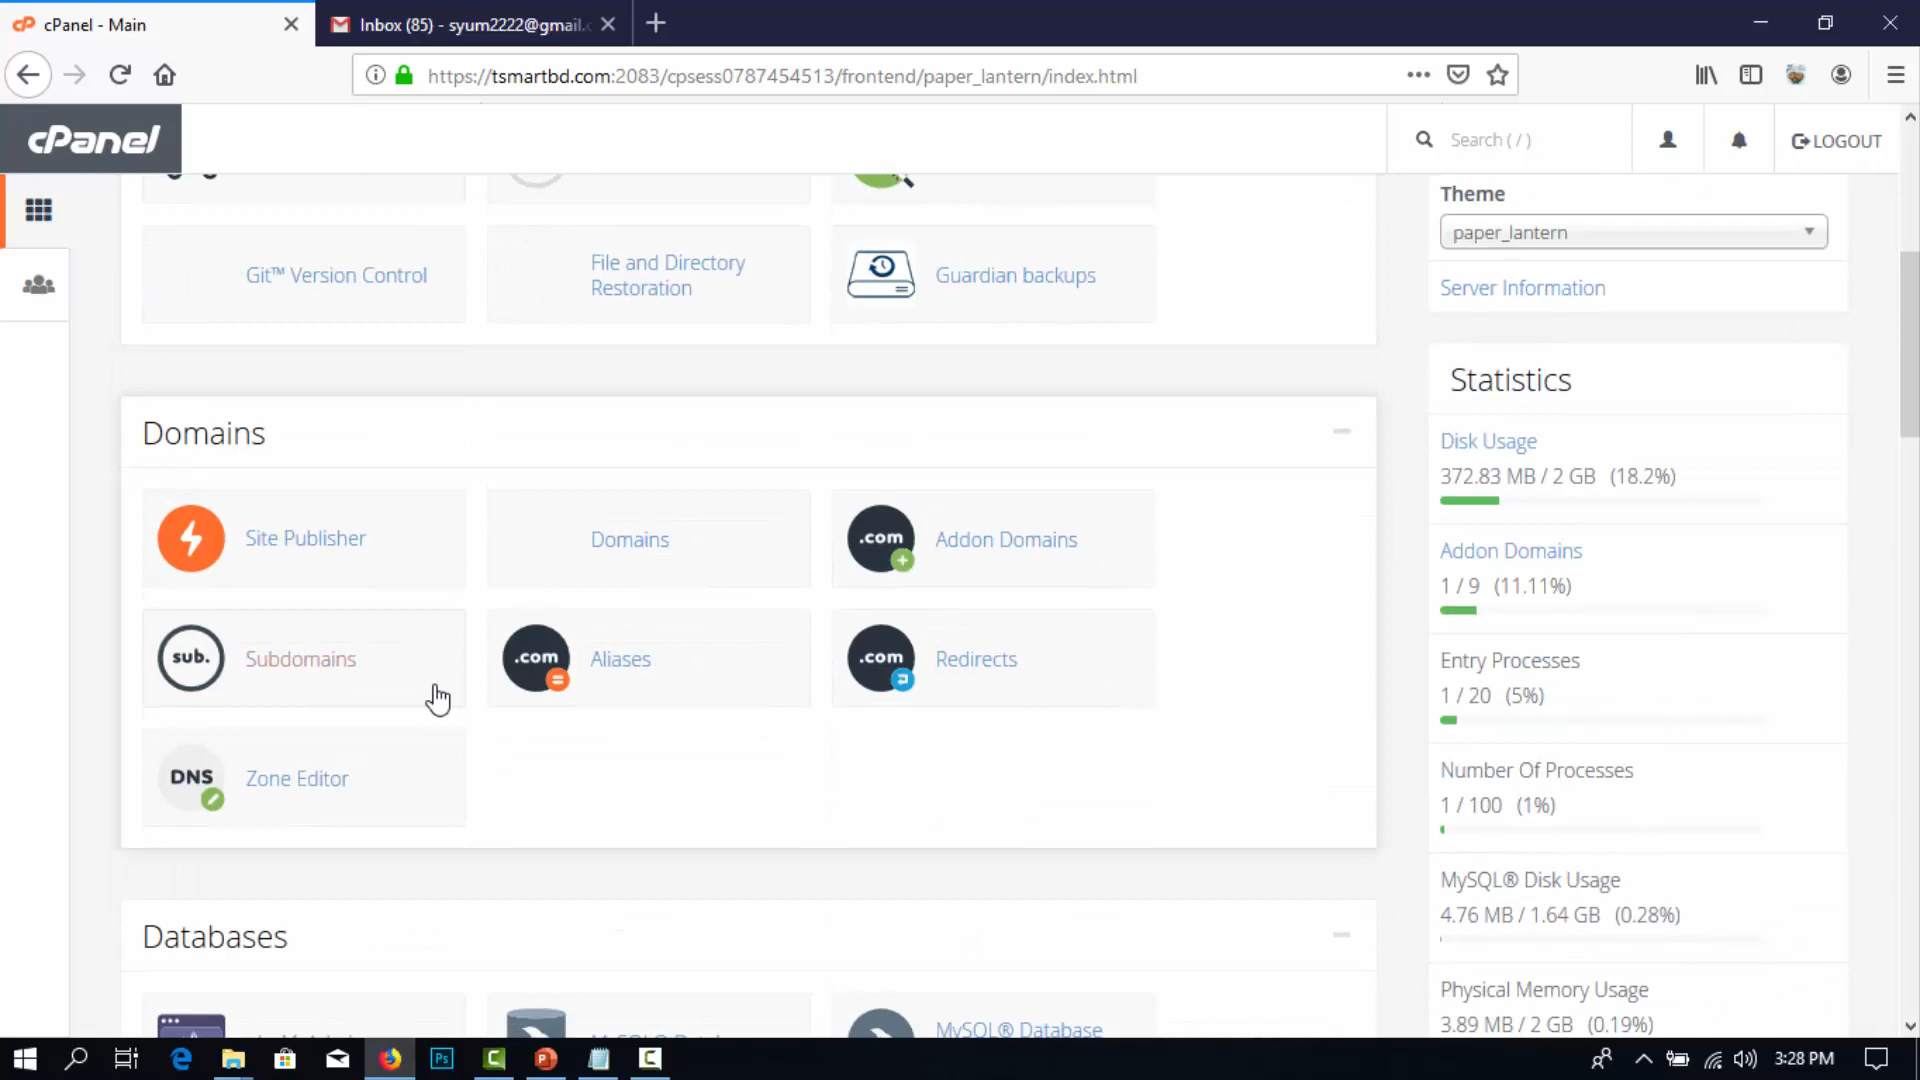 cPanel - Main
Inbox (85) - syum2222@gmail.
https://tsmartbd.com:2083/cpsess0787454513/frontend/paper_lantern/index.html
cPanel
Search ( / )
LOGOUT
Theme
paper_lantern
Server Information
Git™ Version Control
File and Directory
Restoration
Guardian backups
Domains
Site Publisher
Domains
.com
Addon Domains
sub.
Subdomains
.com
Aliases
.com
Redirects
DNS
Zone Editor
Databases
MySQL® Database
Statistics
Disk Usage
372.83 MB / 2 GB (18.2%)
Addon Domains
1 / 9 (11.11%)
Entry Processes
1 / 20 (5%)
Number Of Processes
1 / 100 (1%)
MySQL® Disk Usage
4.76 MB / 1.64 GB (0.28%)
Physical Memory Usage
3.89 MB / 2 GB (0.19%)
Ps
3:28 PM